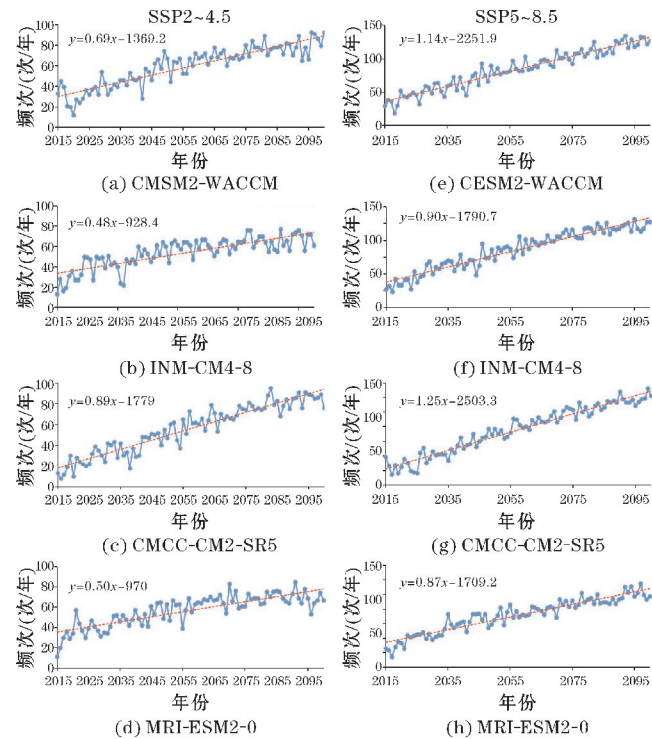 SSP2~4.5
SSP5~8.5
频次/(次/年)
100
80
60
40
20
0
y=0.69x−1369.2
2015 2025 2035 2045 2055 2065 2075 2085 2095
年份
(a) CMSM2-WACCM
频次/(次/年)
150
100
50
0
y=1.14x−2251.9
2015 2035 2055 2075 2095
年份
(e) CESM2-WACCM
频次/(次/年)
100
80
60
40
20
0
y=0.48x−928.4
2015 2025 2035 2045 2055 2065 2075 2085 2095
年份
(b) INM-CM4-8
频次/(次/年)
150
100
50
0
y=0.90x−1790.7
2015 2035 2055 2075 2095
年份
(f) INM-CM4-8
频次/(次/年)
100
80
60
40
20
0
y=0.89x−1779
2015 2025 2035 2045 2055 2065 2075 2085 2095
年份
(c) CMCC-CM2-SR5
频次/(次/年)
150
100
50
0
y=1.25x−2503.3
2015 2035 2055 2075 2095
年份
(g) CMCC-CM2-SR5
频次/(次/年)
100
80
60
40
20
0
y=0.50x−970
2015 2025 2035 2045 2055 2065 2075 2085 2095
年份
(d) MRI-ESM2-0
频次/(次/年)
150
100
50
0
y=0.87x−1709.2
2015 2035 2055 2075 2095
年份
(h) MRI-ESM2-0